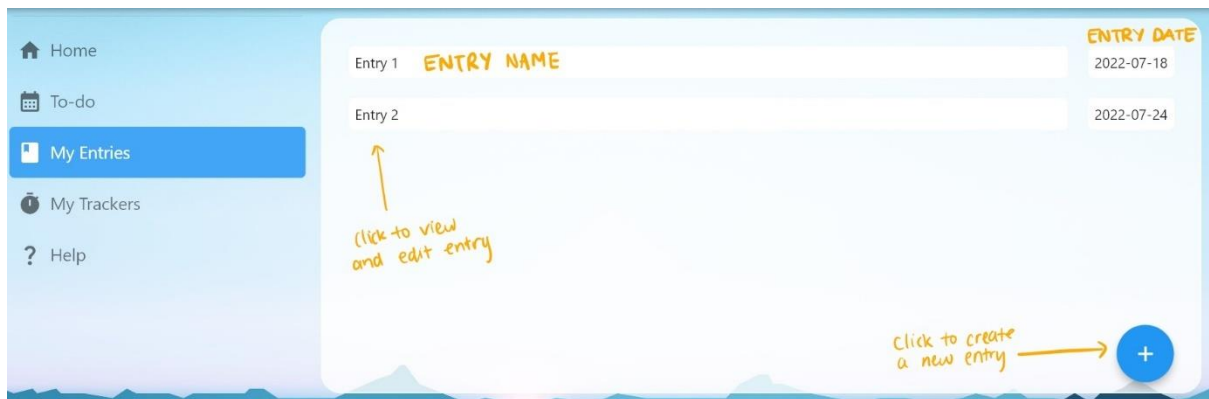 Home
To-do
My Entries
My Trackers
? Help
ENTRY DATE
Entry 1 ENTRY NAME 2022-07-18
Entry 2 2022-07-24
Click to view
and edit entry
Click to create
a new entry
+